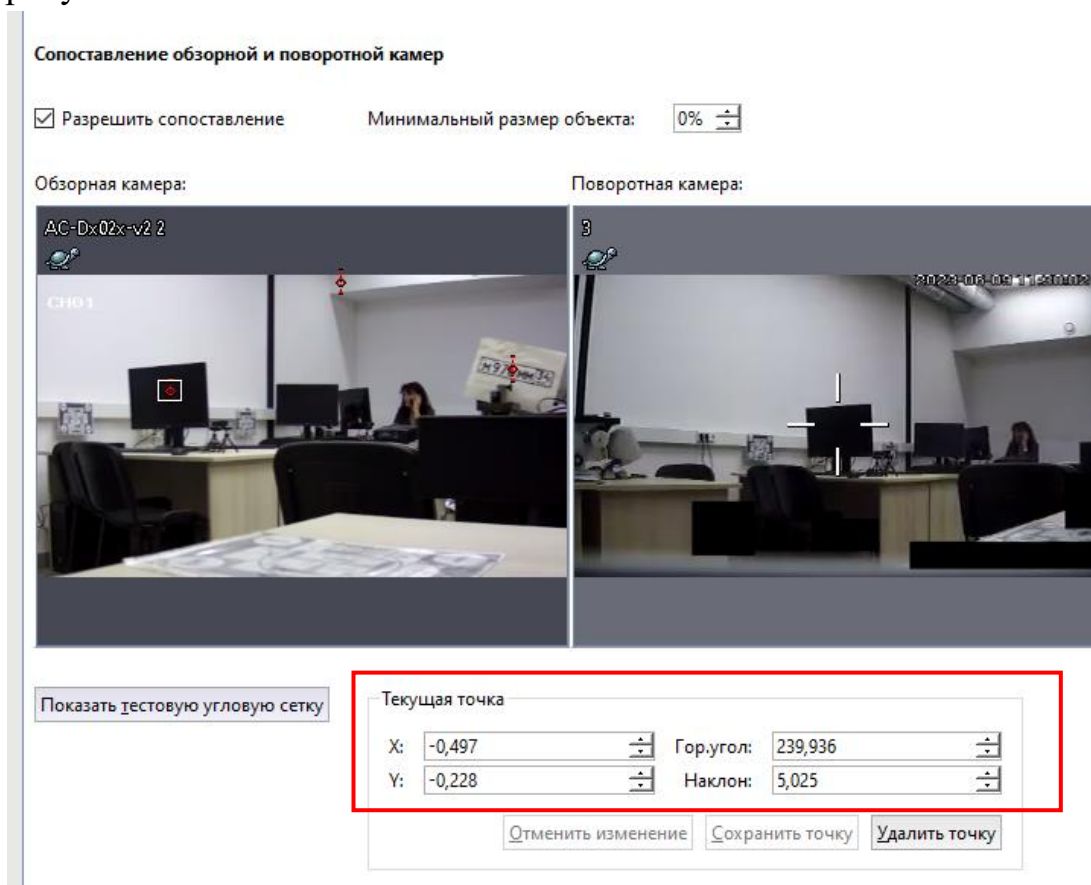 Сопоставление обзорной и поворотной камер
Разрешить сопоставление Минимальный размер объекта: 0%
Обзорная камера: Поворотная камера:
AC-Dx02x-v2 2 3
CH01
Показать тестовую угловую сетку
Текущая точка
X: -0,497 Гор.угол: 239,936
Y: -0,228 Наклон: 5,025
Отменить изменение Сохранить точку Удалить точку